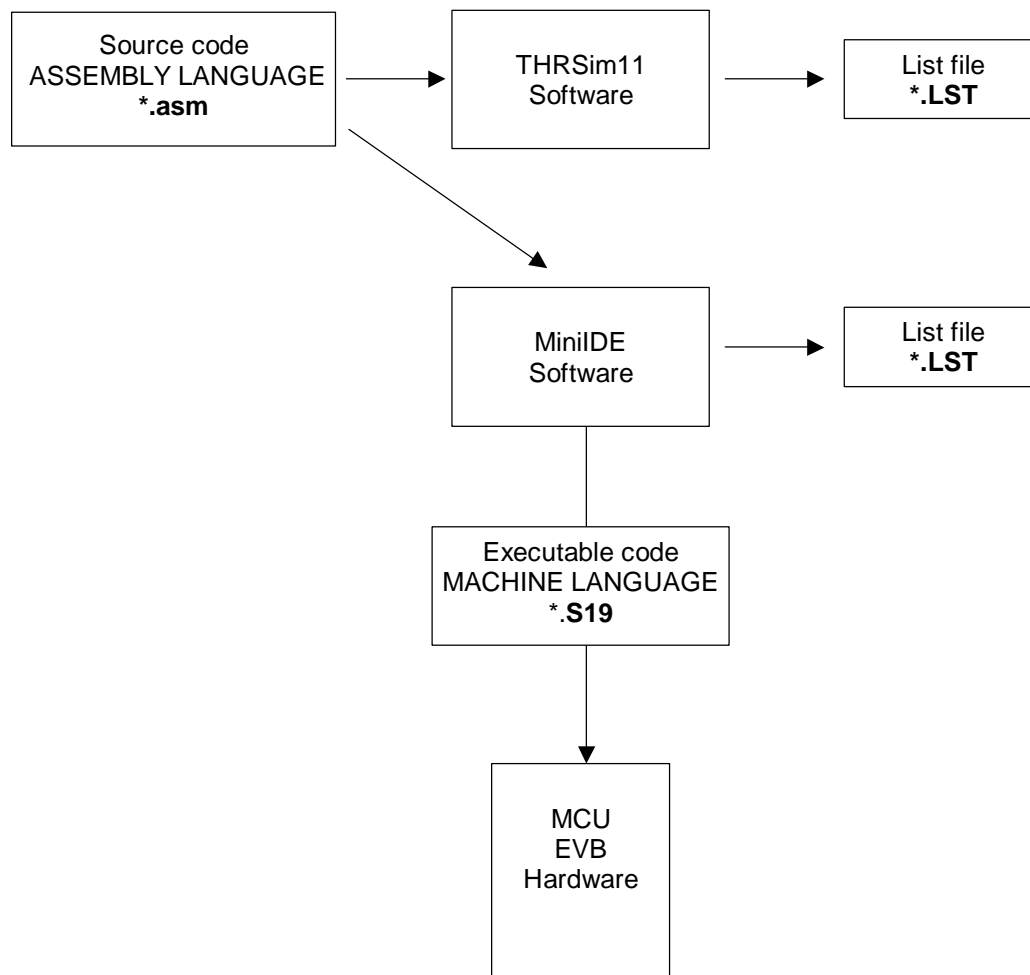 Source code
ASSEMBLY LANGUAGE
*.asm
THRSim11
Software
List file
*.LST
MiniIDE
Software
List file
*.LST
Executable code
MACHINE LANGUAGE
*.S19
MCU
EVB
Hardware